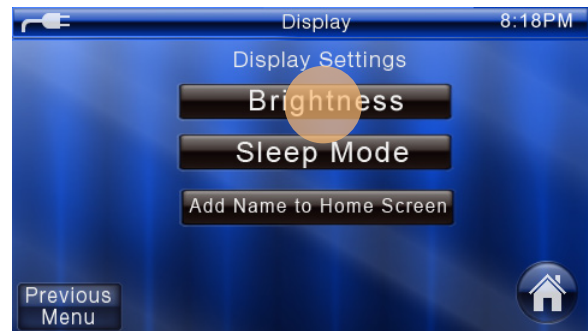 Display
8:18PM
Display Settings
Brightness
Sleep Mode
Add Name to Home Screen
Previous
Menu